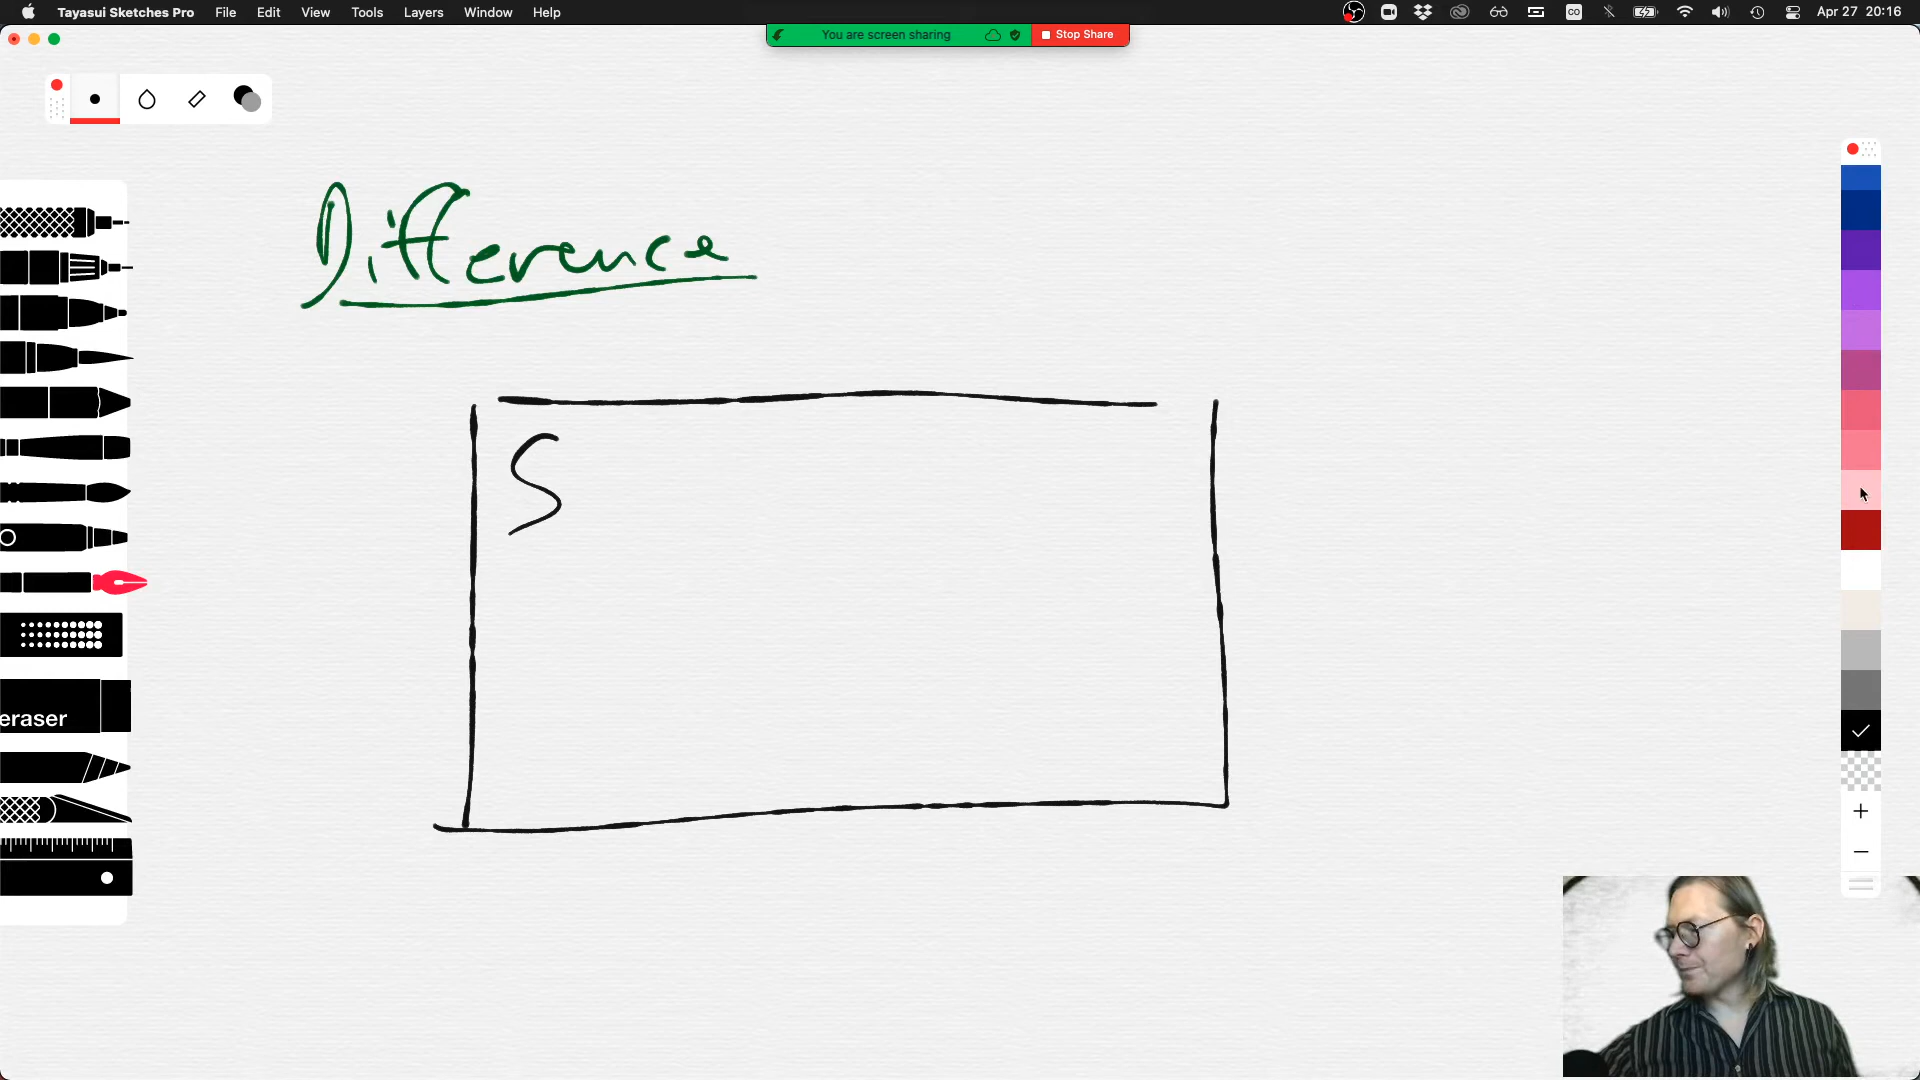 Tayasui Sketches Pro File Edit View Tools Layers Window Help CO Apr 27 20:16
You are screen sharing Stop Share
Difference
S
eraser